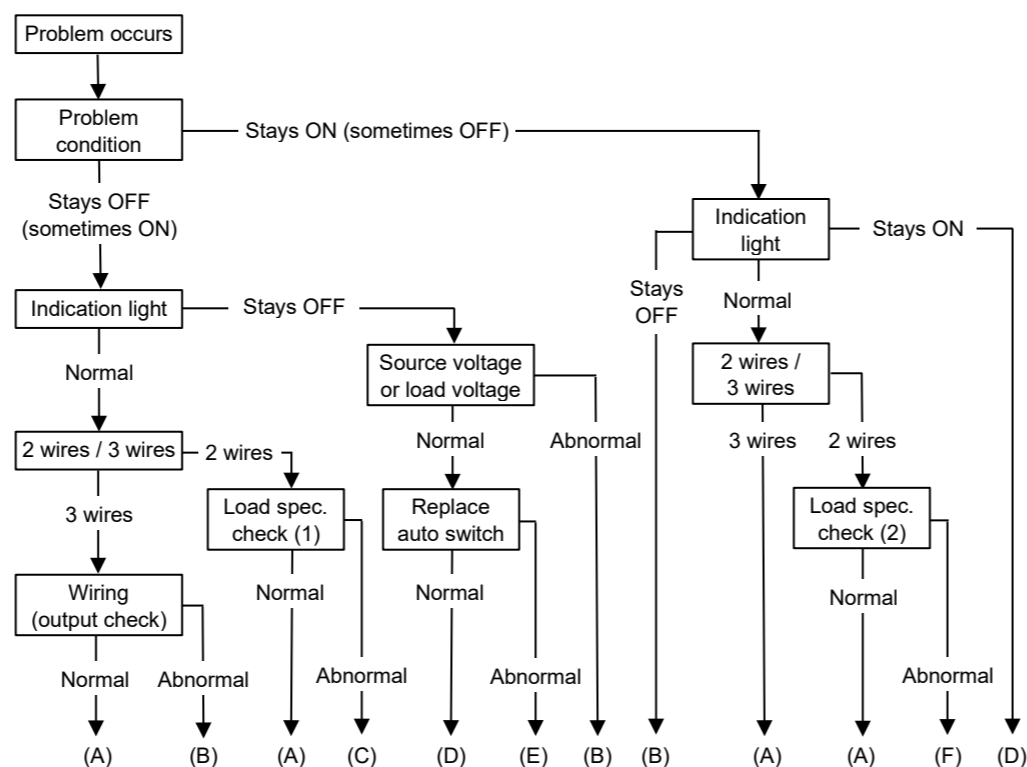 Problem occurs
Problem
condition
Stays ON (sometimes OFF)
Stays OFF
(sometimes ON)
Indication
light
Stays ON
Stays
OFF
Normal
Indication light
Stays OFF
Normal
Source voltage
or load voltage
2 wires /
3 wires
Normal
Abnormal
3 wires
2 wires
2 wires / 3 wires
2 wires
3 wires
Load spec.
check (1)
Replace
auto switch
Load spec.
check (2)
Wiring
(output check)
Normal
Normal
Normal
Normal
Abnormal
Abnormal
Abnormal
Abnormal
(A)
(B)
(A)
(C)
(D)
(E)
(B)
(B)
(A)
(A)
(F)
(D)